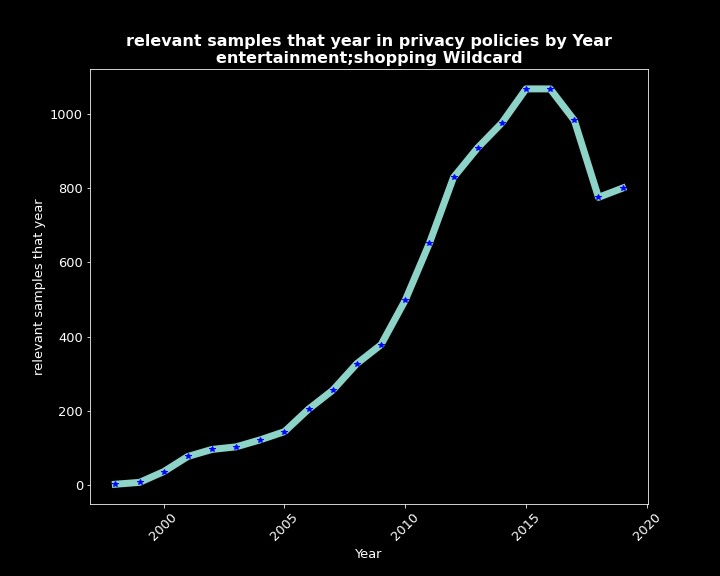 relevant samples that year in privacy policies by Year
entertainment;shopping Wildcard
relevant samples that year
1000
800
600
400
200
0
2000
2005
2010
2015
2020
Year